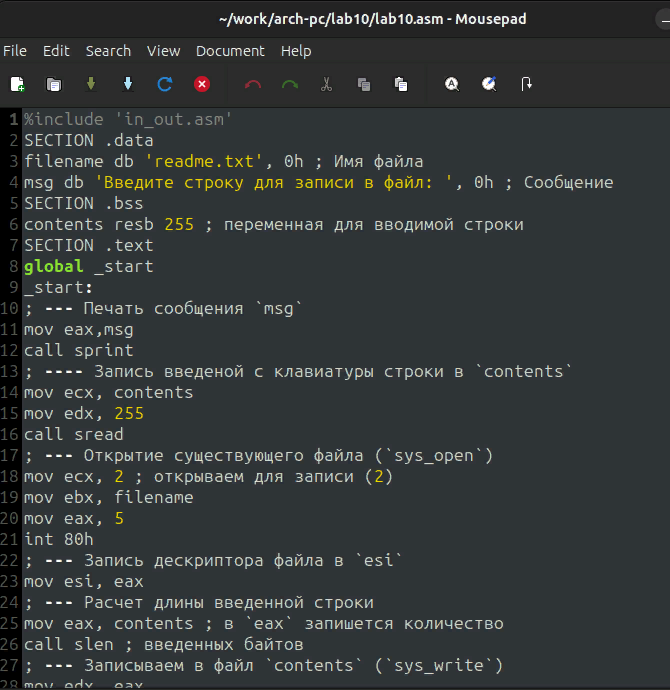 ~/work/arch-pc/lab10/lab10.asm - Mousepad
File Edit Search View Document Help
1 %include 'in_out.asm'
2 SECTION .data
3 filename db 'readme.txt', 0h ; Имя файла
4 msg db 'Введите строку для записи в файл: ', 0h ; Сообщение
5 SECTION .bss
6 contents resb 255 ; переменная для вводимой строки
7 SECTION .text
8 global _start
9 _start:
10 ; --- Печать сообщения `msg`
11 mov eax,msg
12 call sprint
13 ; ---- Запись введеной с клавиатуры строки в `contents`
14 mov ecx, contents
15 mov edx, 255
16 call sread
17 ; --- Открытие существующего файла (`sys_open`)
18 mov ecx, 2 ; открываем для записи (2)
19 mov ebx, filename
20 mov eax, 5
21 int 80h
22 ; --- Запись дескриптора файла в `esi`
23 mov esi, eax
24 ; --- Расчет длины введенной строки
25 mov eax, contents ; в `eax` запишется количество
26 call slen ; введенных байтов
27 ; --- Записываем в файл `contents` (`sys_write`)
28 mov edx, eax